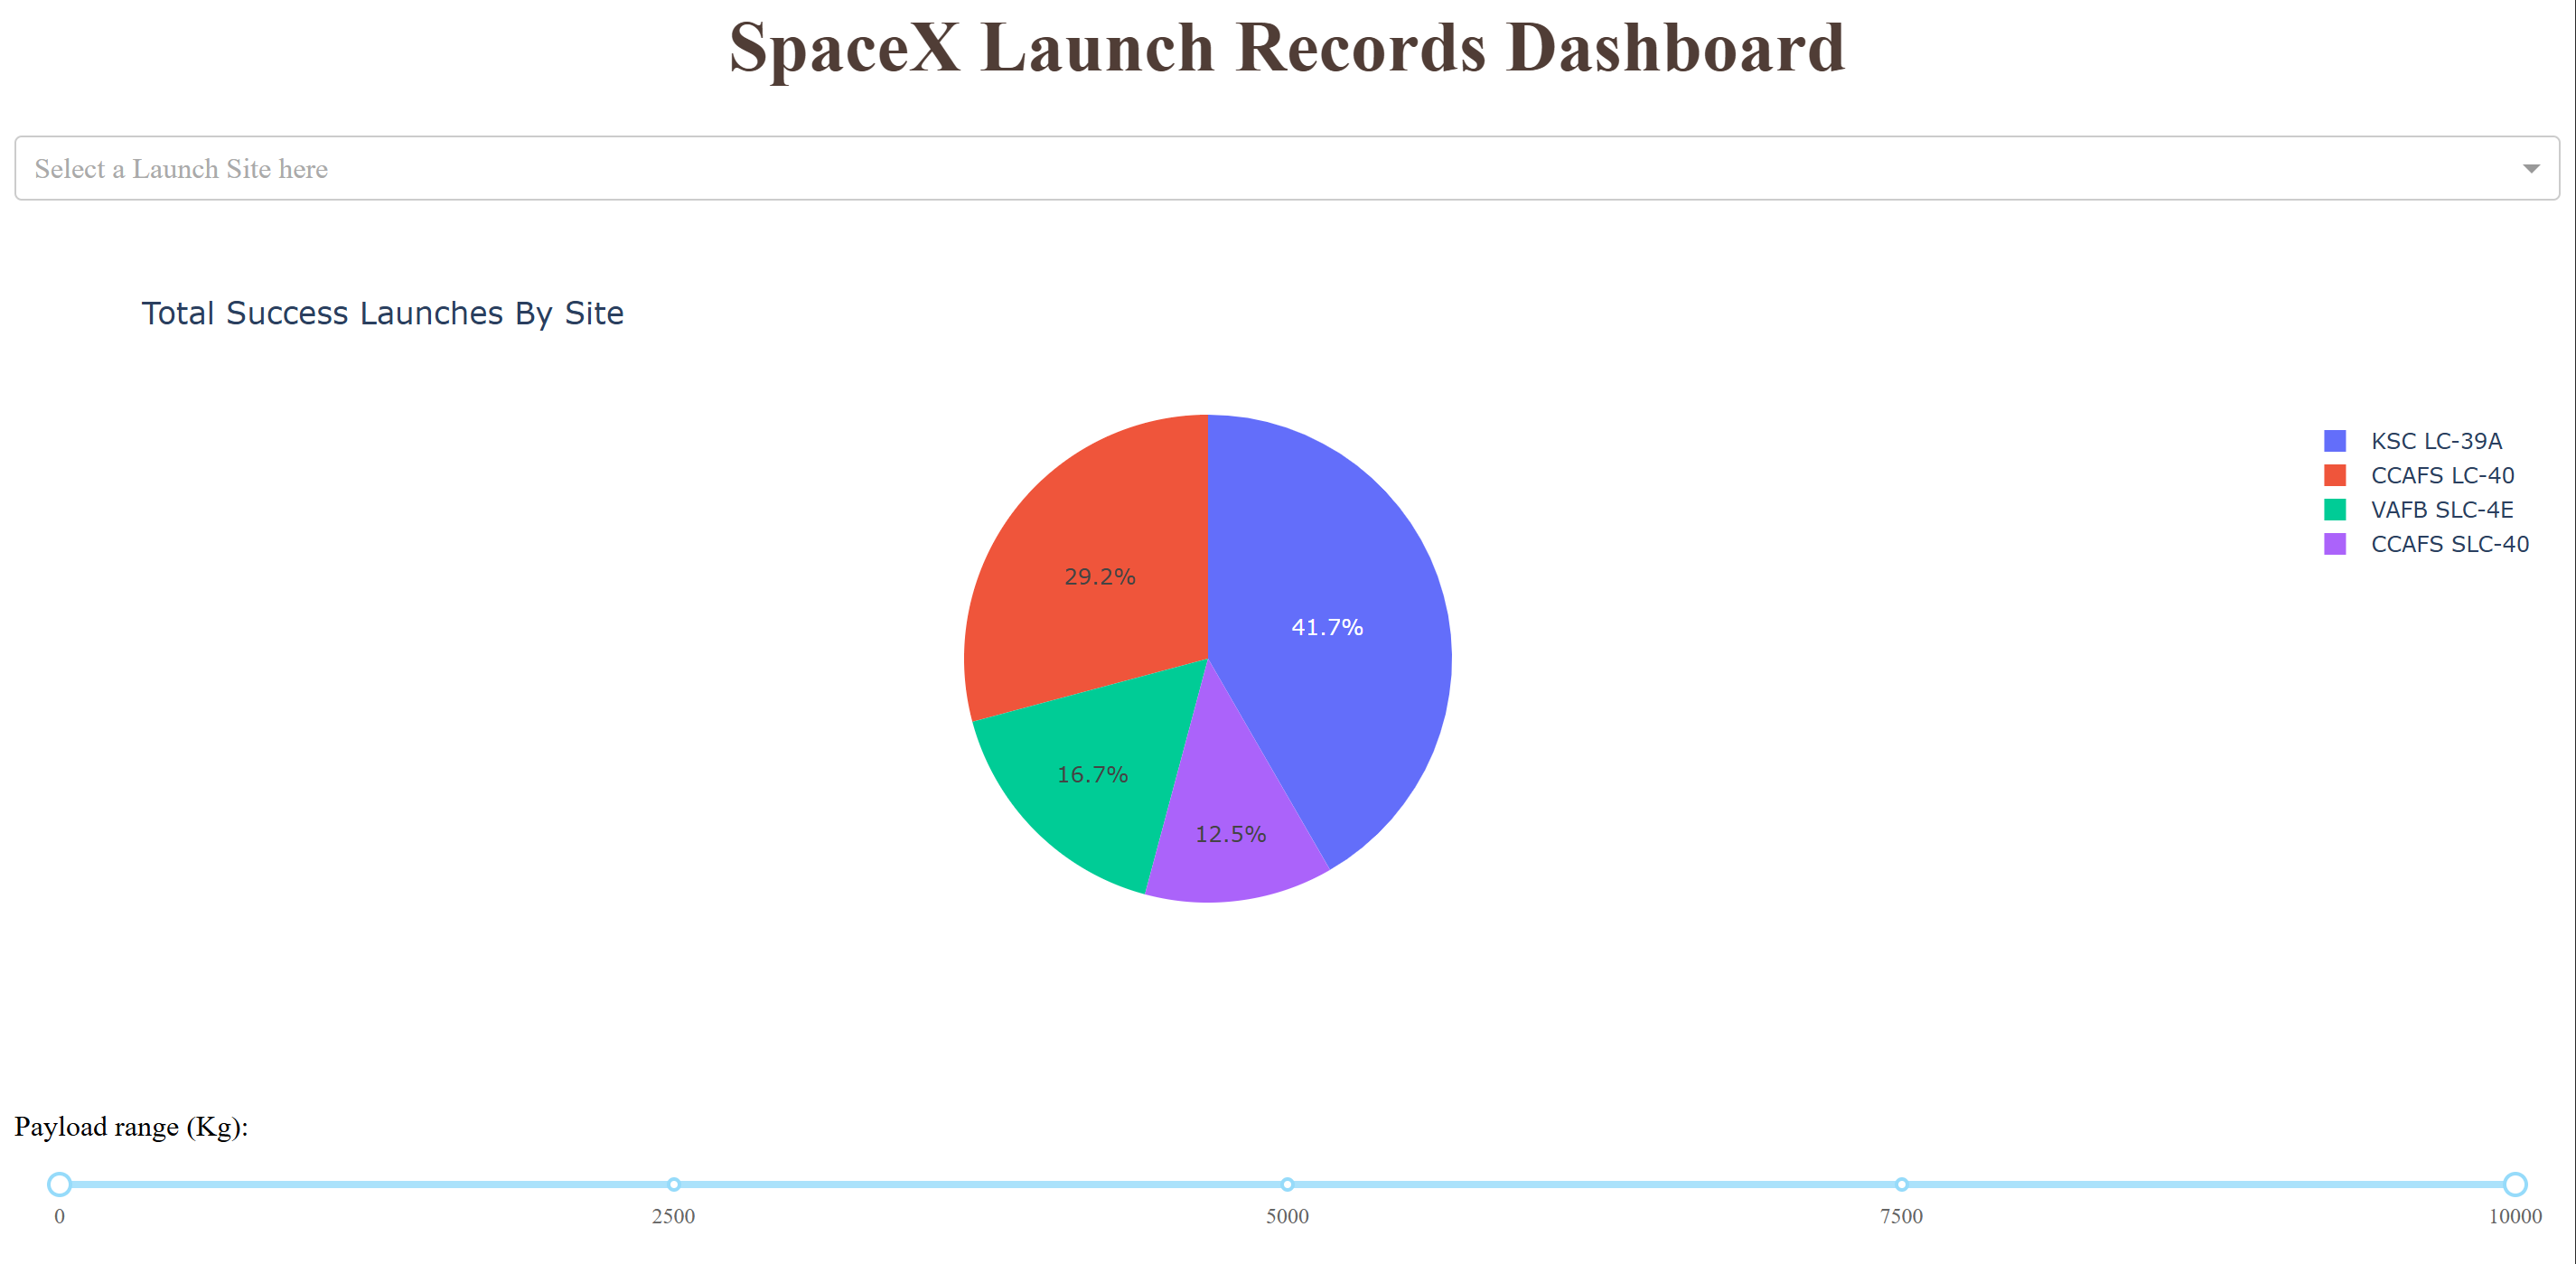 SpaceX Launch Records Dashboard
Select a Launch Site here
Total Success Launches By Site
KSC LC-39A
CCAFS LC-40
VAFB SLC-4E
CCAFS SLC-40
29.2%
41.7%
16.7%
12.5%
Payload range (Kg):
0 2500 5000 7500 10000